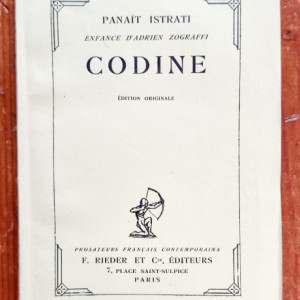 PANAÏT ISTRATI
ENFANCE D'ADRIEN ZOGRAFFI
CODINE
ÉDITION ORIGINALE
PROSATEURS FRANÇAIS CONTEMPORAINS
F. RIEDER ET Cie, ÉDITEURS
7, PLACE SAINT-SULPICE
PARIS